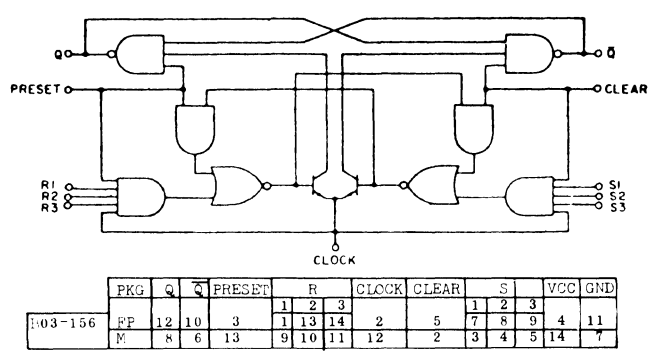 Q Q̄
PRESET CLEAR
R1 S1
R2 S2
R3 S3
CLOCK
PKG Q Q̄ PRESET R CLOCK CLEAR S VCC GND
1 2 3 1 2 3
B03-156 FP 12 10 3 1 13 14 2 5 7 8 9 4 11
M 8 6 13 9 10 11 12 2 3 4 5 14 7